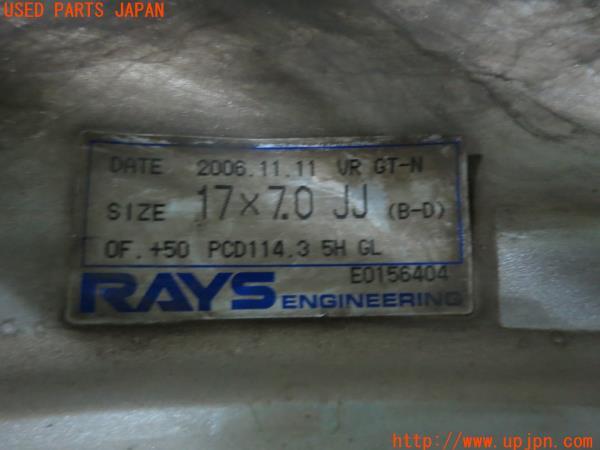 USED PARTS JAPAN
DATE 2006.11.11 VR GT-N
SIZE 17×7.0 JJ (B-D)
OF.+50 PCD114.3 5H GL
E0156404
RAYS ENGINEERING
http://www.upjpn.com/